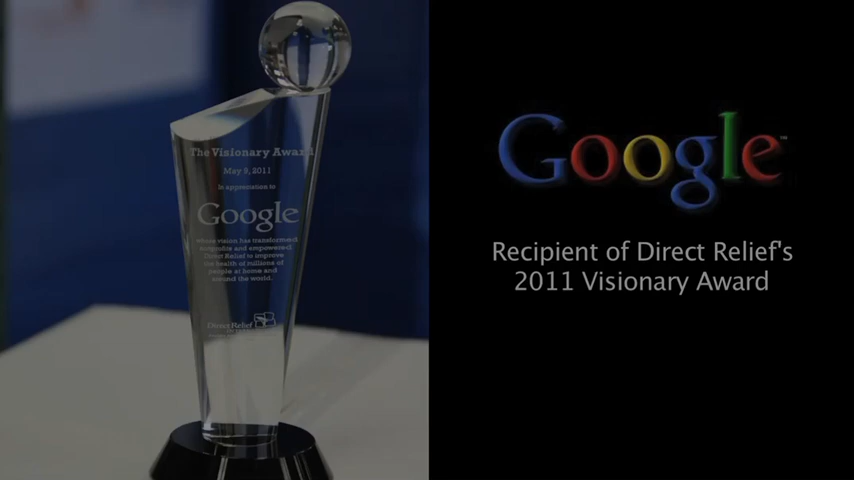 The Visionary Award
May 9, 2011
In appreciation to
Google
whose vision has transformed
nonprofits and empowered
Direct Relief to improve
the health of millions of
people at home and
around the world.
Direct Relief
Google™
Recipient of Direct Relief's
2011 Visionary Award